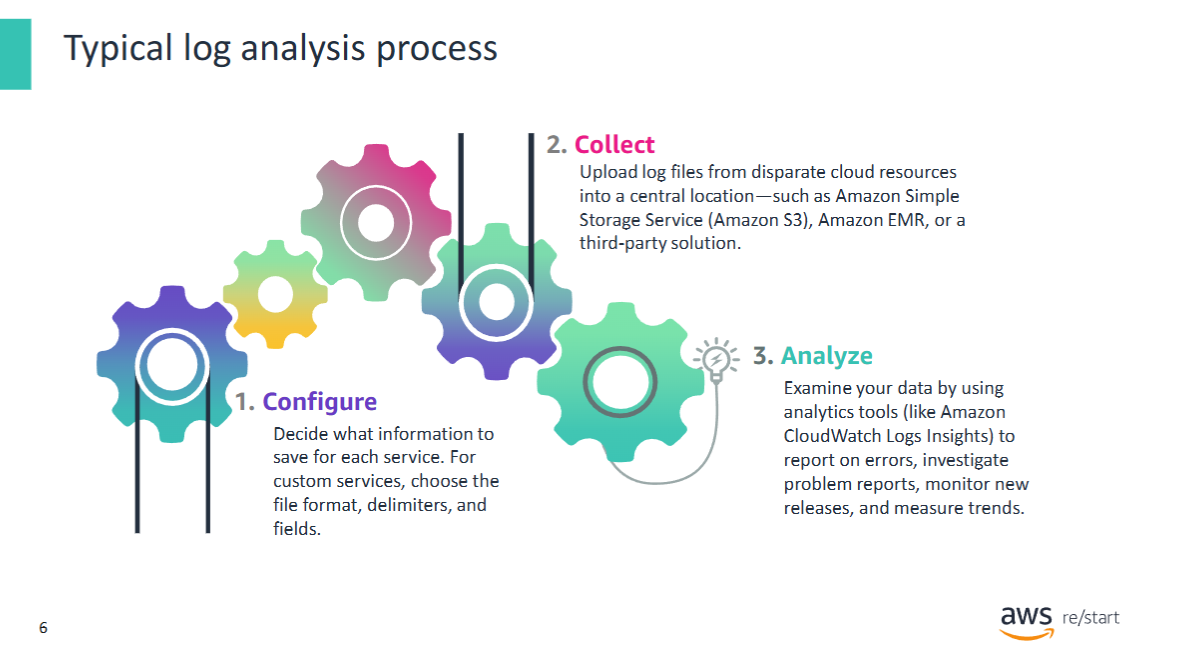 Typical log analysis process
2. Collect
Upload log files from disparate cloud resources
into a central location—such as Amazon Simple
Storage Service (Amazon S3), Amazon EMR, or a
third-party solution.
1. Configure
Decide what information to
save for each service. For
custom services, choose the
file format, delimiters, and
fields.
3. Analyze
Examine your data by using
analytics tools (like Amazon
CloudWatch Logs Insights) to
report on errors, investigate
problem reports, monitor new
releases, and measure trends.
6
aws re/start